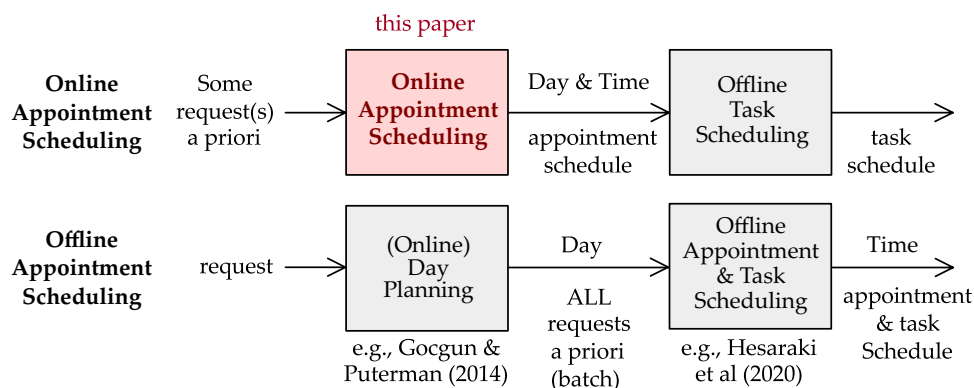 this paper
Online
Appointment
Scheduling
Some
request(s)
a priori
Online
Appointment
Scheduling
Day & Time
appointment
schedule
Offline
Task
Scheduling
task
schedule
Offline
Appointment
Scheduling
request
(Online)
Day
Planning
e.g., Gocgun &
Puterman (2014)
Day
ALL
requests
a priori
(batch)
Offline
Appointment
& Task
Scheduling
e.g., Hesaraki
et al (2020)
Time
appointment
& task
Schedule